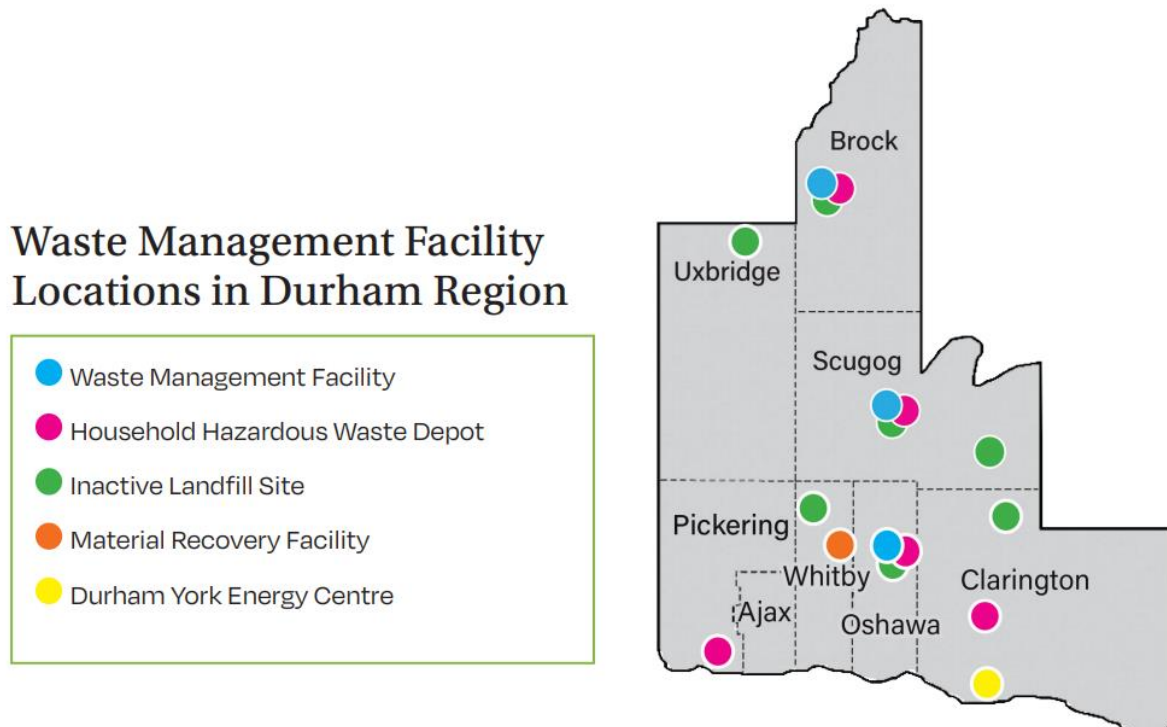 Waste Management Facility
Locations in Durham Region
Waste Management Facility
Household Hazardous Waste Depot
Inactive Landfill Site
Material Recovery Facility
Durham York Energy Centre
Brock
Uxbridge
Scugog
Pickering
Whitby
Clarington
Ajax
Oshawa